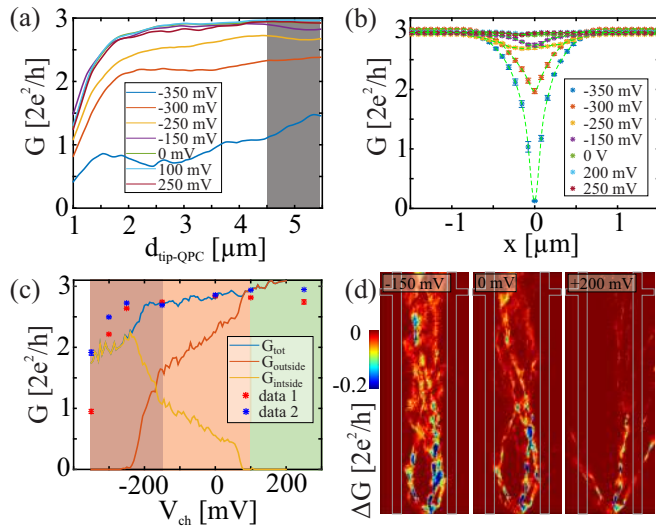 (a)
3
2
1
0
G [2e²/h]
-350 mV
-300 mV
-250 mV
-150 mV
0 mV
100 mV
250 mV
1 2 3 4 5
d_tip-QPC [μm]
(b)
3
2
1
0
G [2e²/h]
-350 mV
-300 mV
-250 mV
-150 mV
0 V
200 mV
250 mV
-1 0 1
x [μm]
(c)
3
2
1
0
G [2e²/h]
G_tot
G_outside
G_intside
data 1
data 2
-200 0 200
V_ch [mV]
(d)
-150 mV
0 mV
+200 mV
0
-0.2
ΔG [2e²/h]